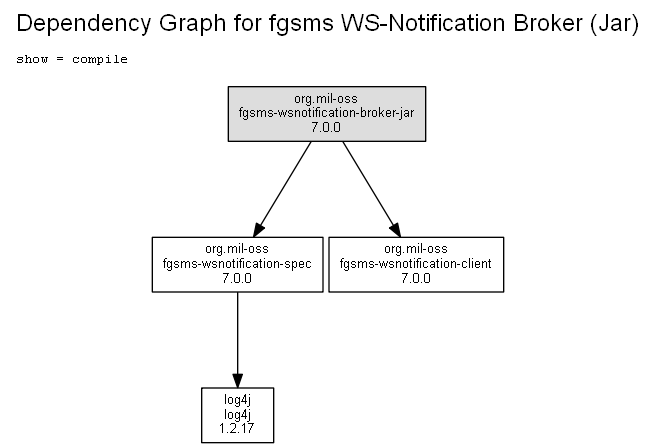 Dependency Graph for fgsms WS-Notification Broker (Jar)
show = compile
org.mil-oss
fgsms-wsnotification-broker-jar
7.0.0
org.mil-oss
fgsms-wsnotification-spec
7.0.0
org.mil-oss
fgsms-wsnotification-client
7.0.0
log4j
log4j
1.2.17